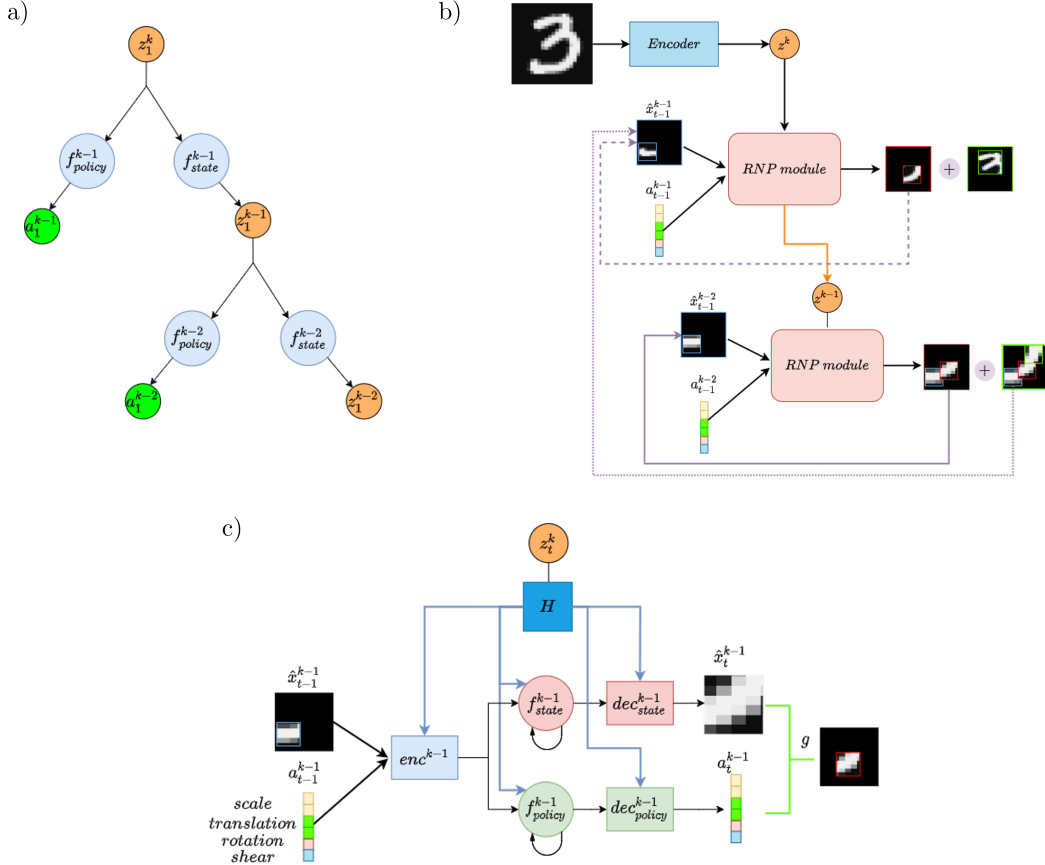 a)
z_1^k
f_{policy}^{k-1}
f_{state}^{k-1}
a_1^{k-1}
z_1^{k-1}
f_{policy}^{k-2}
f_{state}^{k-2}
a_1^{k-2}
z_1^{k-2}
b)
Encoder
z^k
x̂_{t-1}^{k-1}
RNP module
+
a_{t-1}^{k-1}
z^{k-1}
x̂_{t-1}^{k-2}
RNP module
+
a_{t-1}^{k-2}
c)
z_t^k
H
x̂_{t-1}^{k-1}
f_{state}^{k-1}
dec_{state}^{k-1}
x̂_t^{k-1}
enc^{k-1}
g
a_{t-1}^{k-1}
a_t^{k-1}
scale
translation
rotation
shear
f_{policy}^{k-1}
dec_{policy}^{k-1}